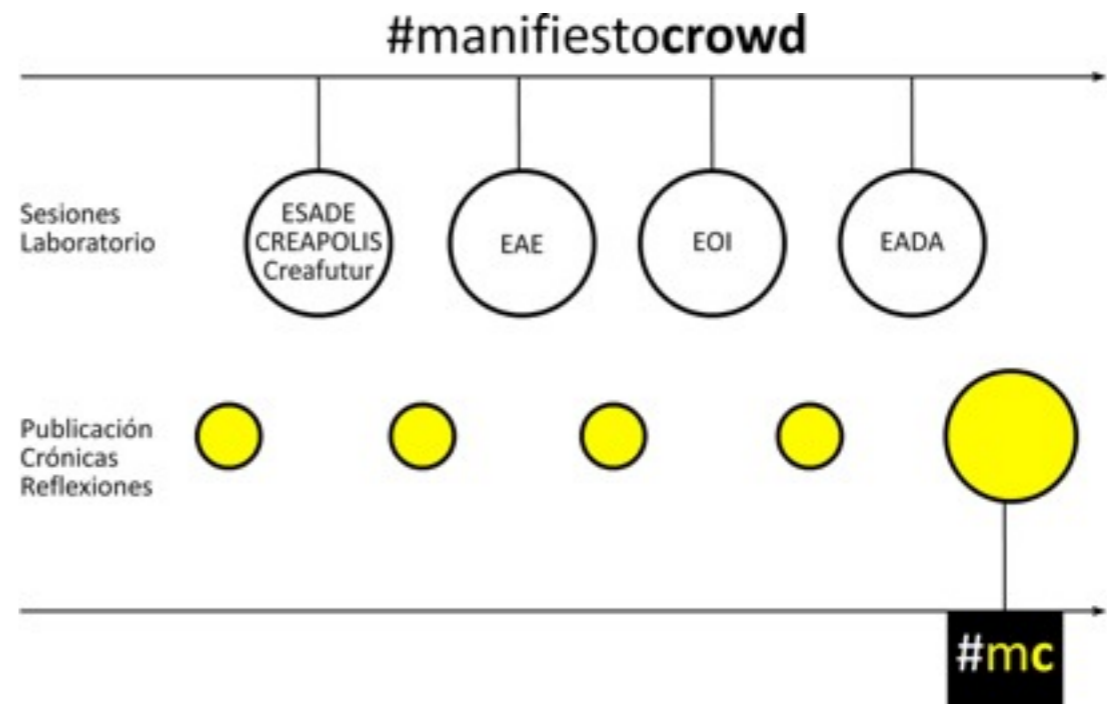 #manifiestocrowd
Sesiones
Laboratorio
ESADE
CREAPOLIS
Creafutur
EAE
EOI
EADA
Publicación
Crónicas
Reflexiones
#mc